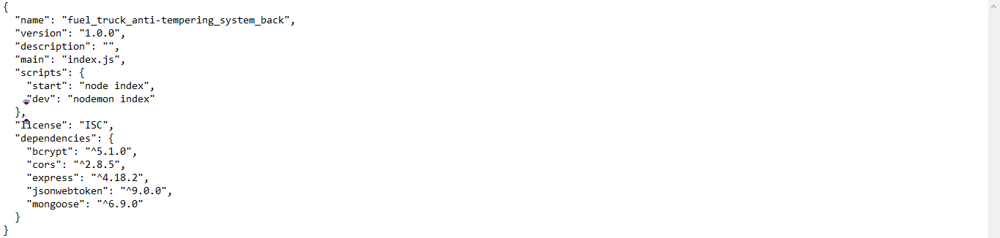 {
  "name": "fuel_truck_anti-tempering_system_back",
  "version": "1.0.0",
  "description": "",
  "main": "index.js",
  "scripts": {
    "start": "node index",
    "dev": "nodemon index"
  },
  "license": "ISC",
  "dependencies": {
    "bcrypt": "^5.1.0",
    "cors": "^2.8.5",
    "express": "^4.18.2",
    "jsonwebtoken": "^9.0.0",
    "mongoose": "^6.9.0"
  }
}